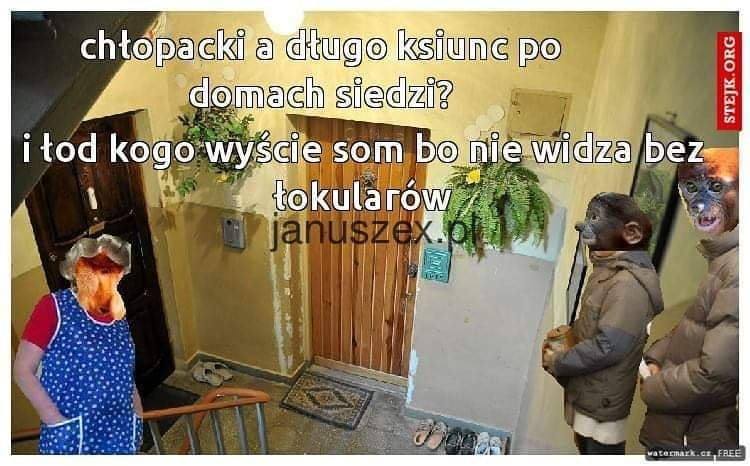 chłopacki a długo ksiunc po
domach siedzi?
i łod kogo wyście som bo nie widza bez
łokularów
januszex.pl
STEJK.ORG
watermark.cz FREE